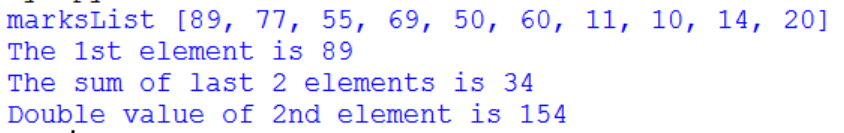 marksList [89, 77, 55, 69, 50, 60, 11, 10, 14, 20]
The 1st element is 89
The sum of last 2 elements is 34
Double value of 2nd element is 154